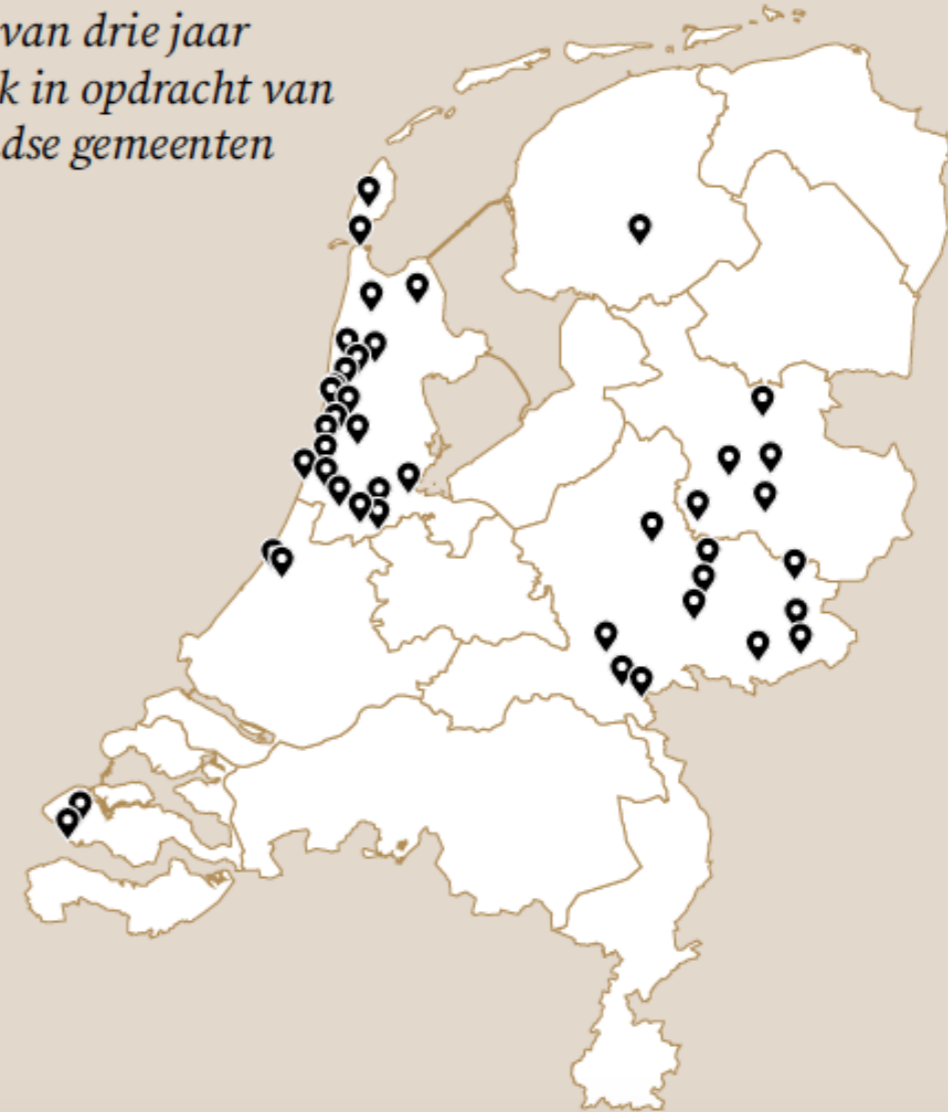 van drie jaar
k in opdracht van
dse gemeenten